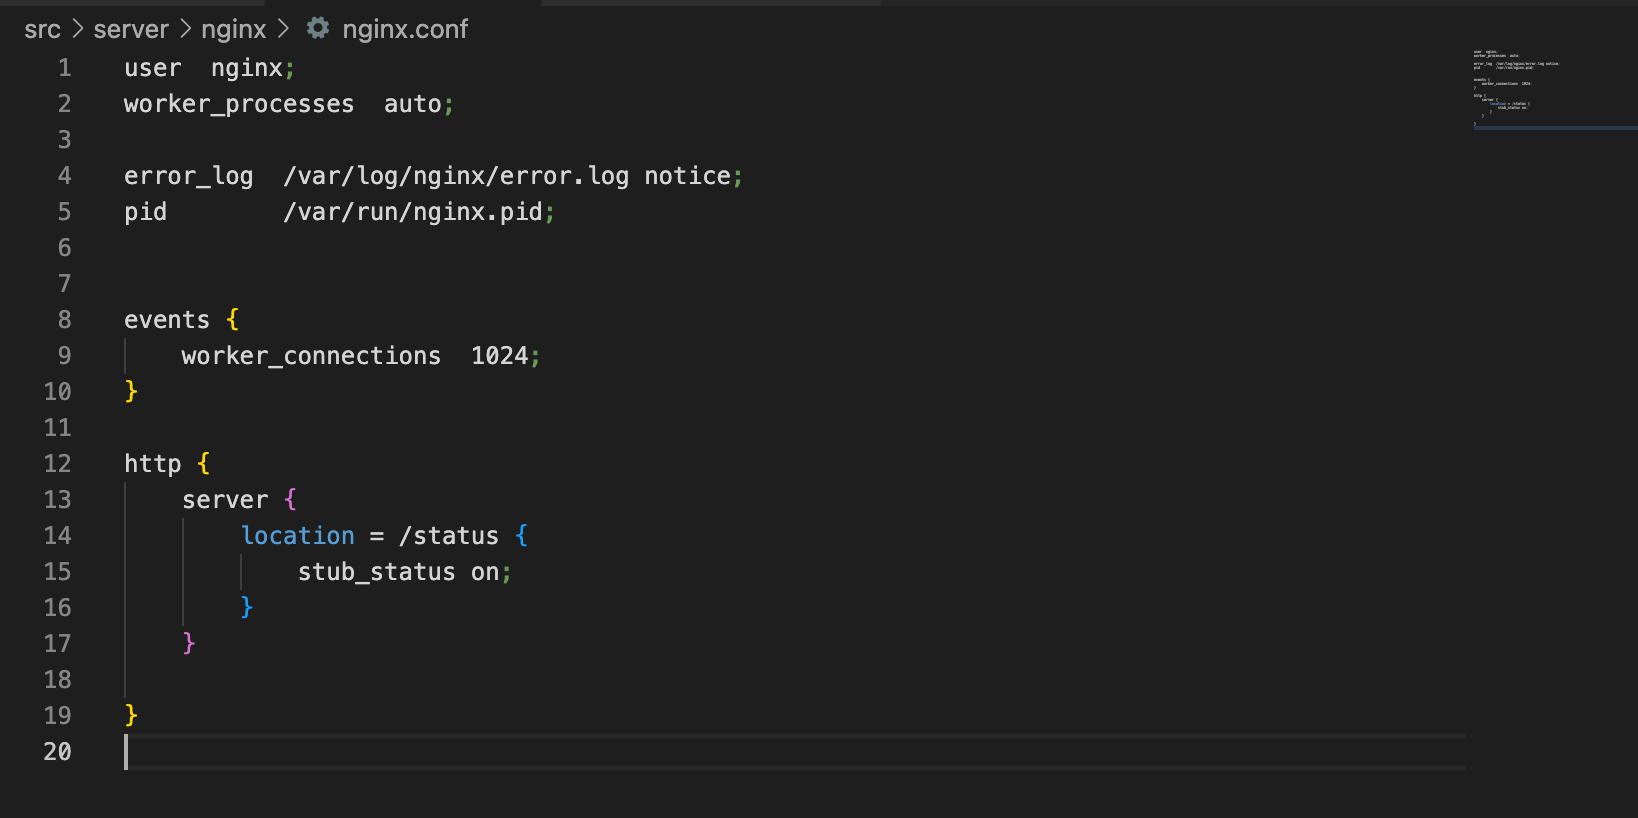 src > server > nginx > nginx.conf
1 user  nginx;
2 worker_processes  auto;
3
4 error_log  /var/log/nginx/error.log notice;
5 pid        /var/run/nginx.pid;
6
7
8 events {
9     worker_connections  1024;
10 }
11
12 http {
13     server {
14         location = /status {
15             stub_status on;
16         }
17     }
18
19 }
20